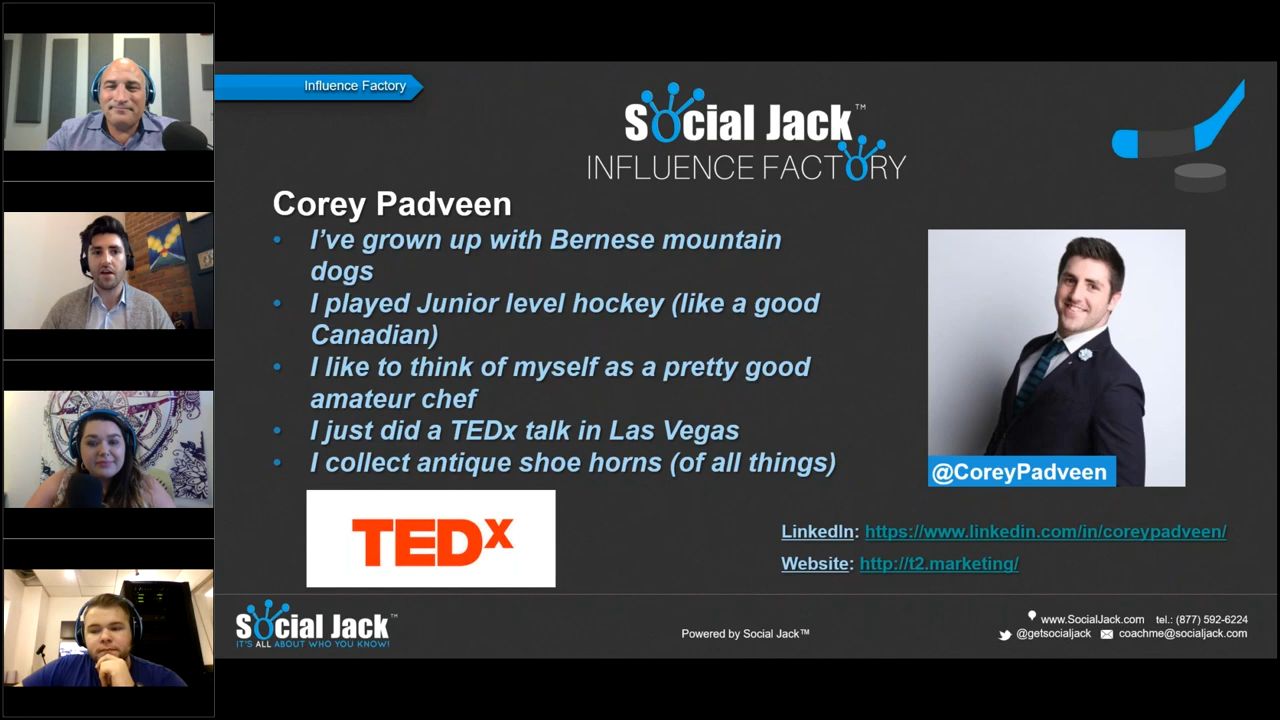 Influence Factory
Social Jack™
INFLUENCE FACTORY
Corey Padveen
• I’ve grown up with Bernese mountain
dogs
• I played Junior level hockey (like a good
Canadian)
• I like to think of myself as a pretty good
amateur chef
• I just did a TEDx talk in Las Vegas
• I collect antique shoe horns (of all things)
@CoreyPadveen
TEDx
LinkedIn: https://www.linkedin.com/in/coreypadveen/
Website: http://t2.marketing/
Social Jack™
IT'S ALL ABOUT WHO YOU KNOW!
Powered by Social Jack™
www.SocialJack.com tel.: (877) 592-6224
@getsocialjack coachme@socialjack.com